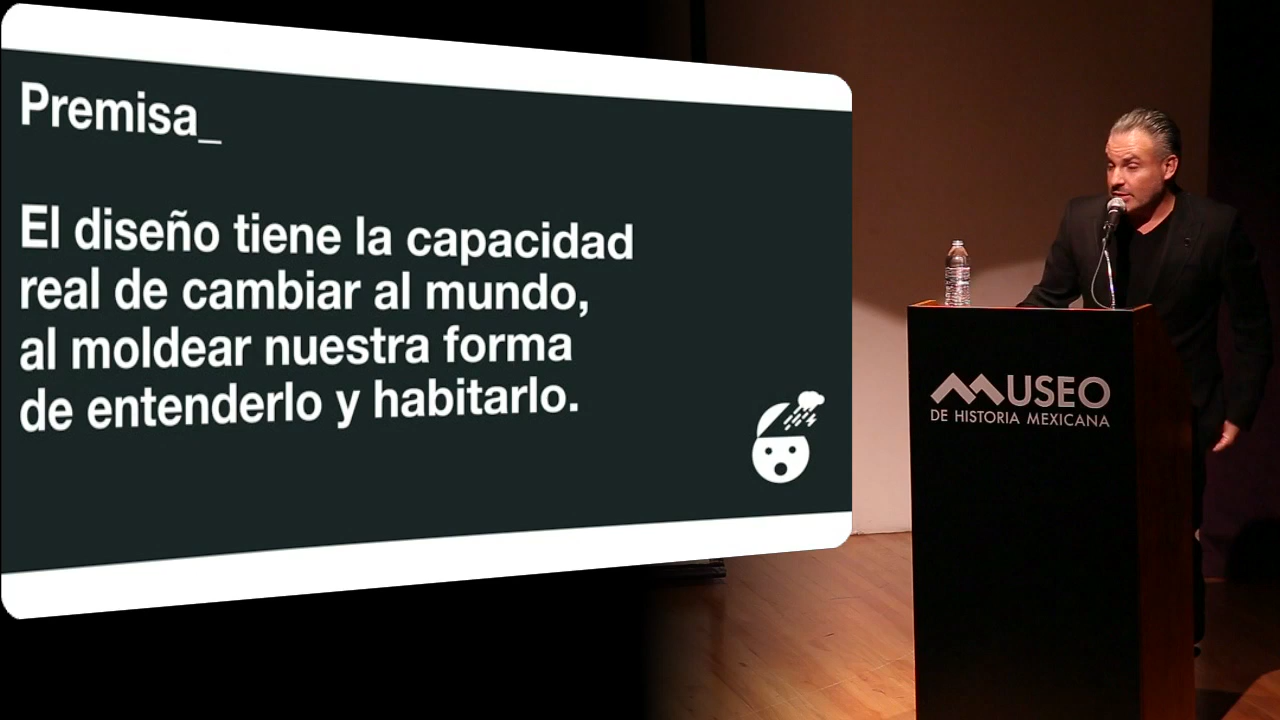 Premisa_
El diseño tiene la capacidad
real de cambiar al mundo,
al moldear nuestra forma
de entenderlo y habitarlo.
MUSEO
DE HISTORIA MEXICANA